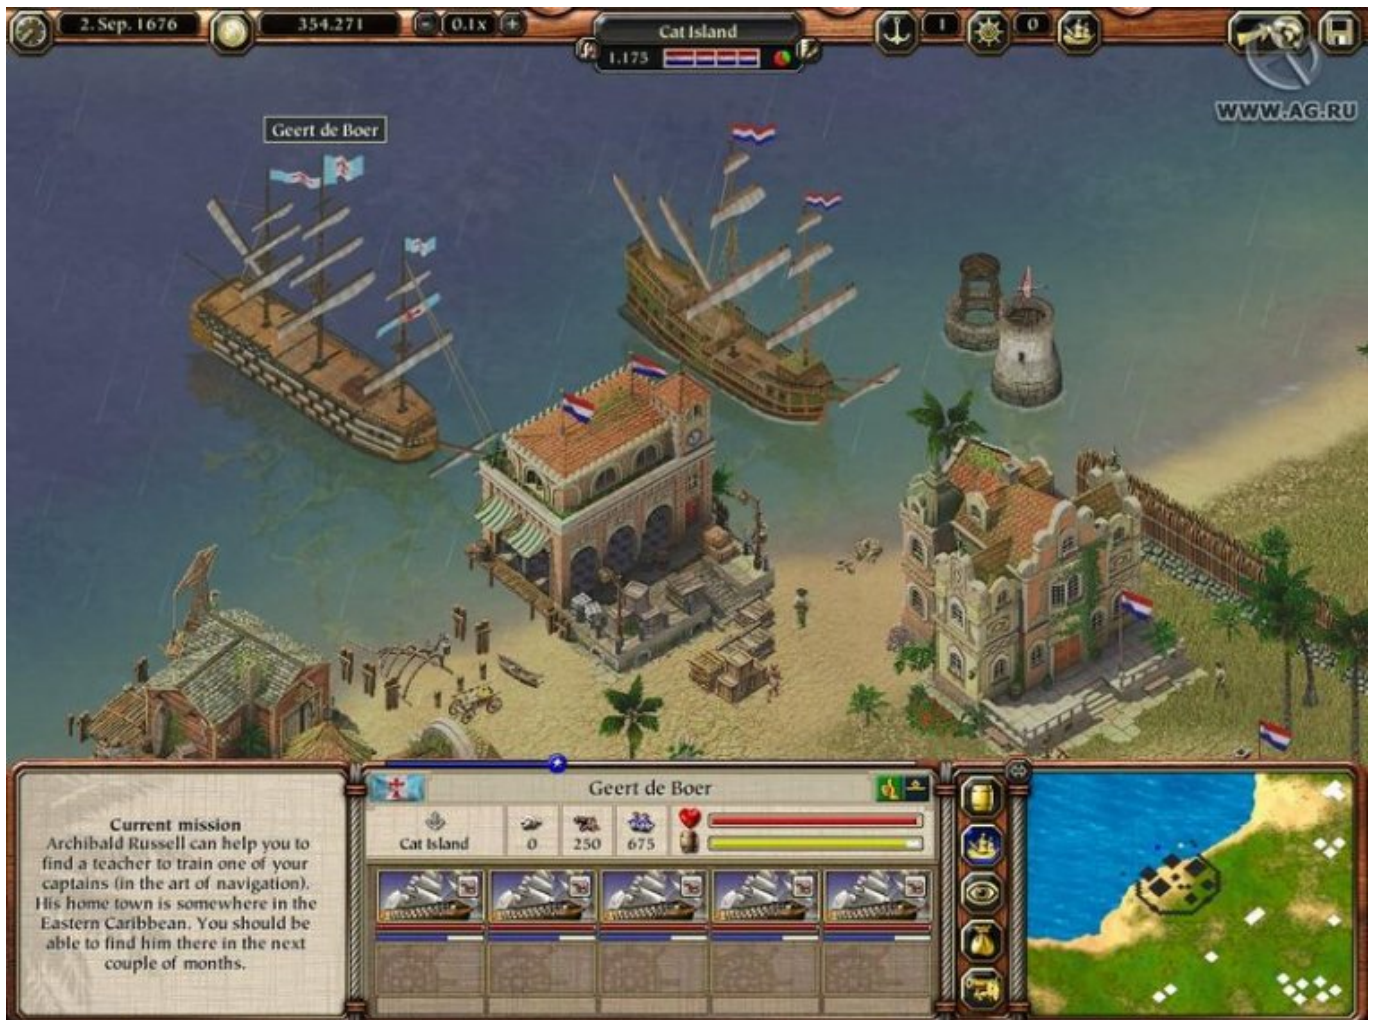 2. Sep. 1676
354.271
- 0.1x +
Cat Island
1.175
1
0
WWW.AG.RU
Geert de Boer
Current mission
Archibald Russell can help you to
find a teacher to train one of your
captains (in the art of navigation).
His home town is somewhere in the
Eastern Caribbean. You should be
able to find him there in the next
couple of months.
Geert de Boer
Cat Island
0
250
675